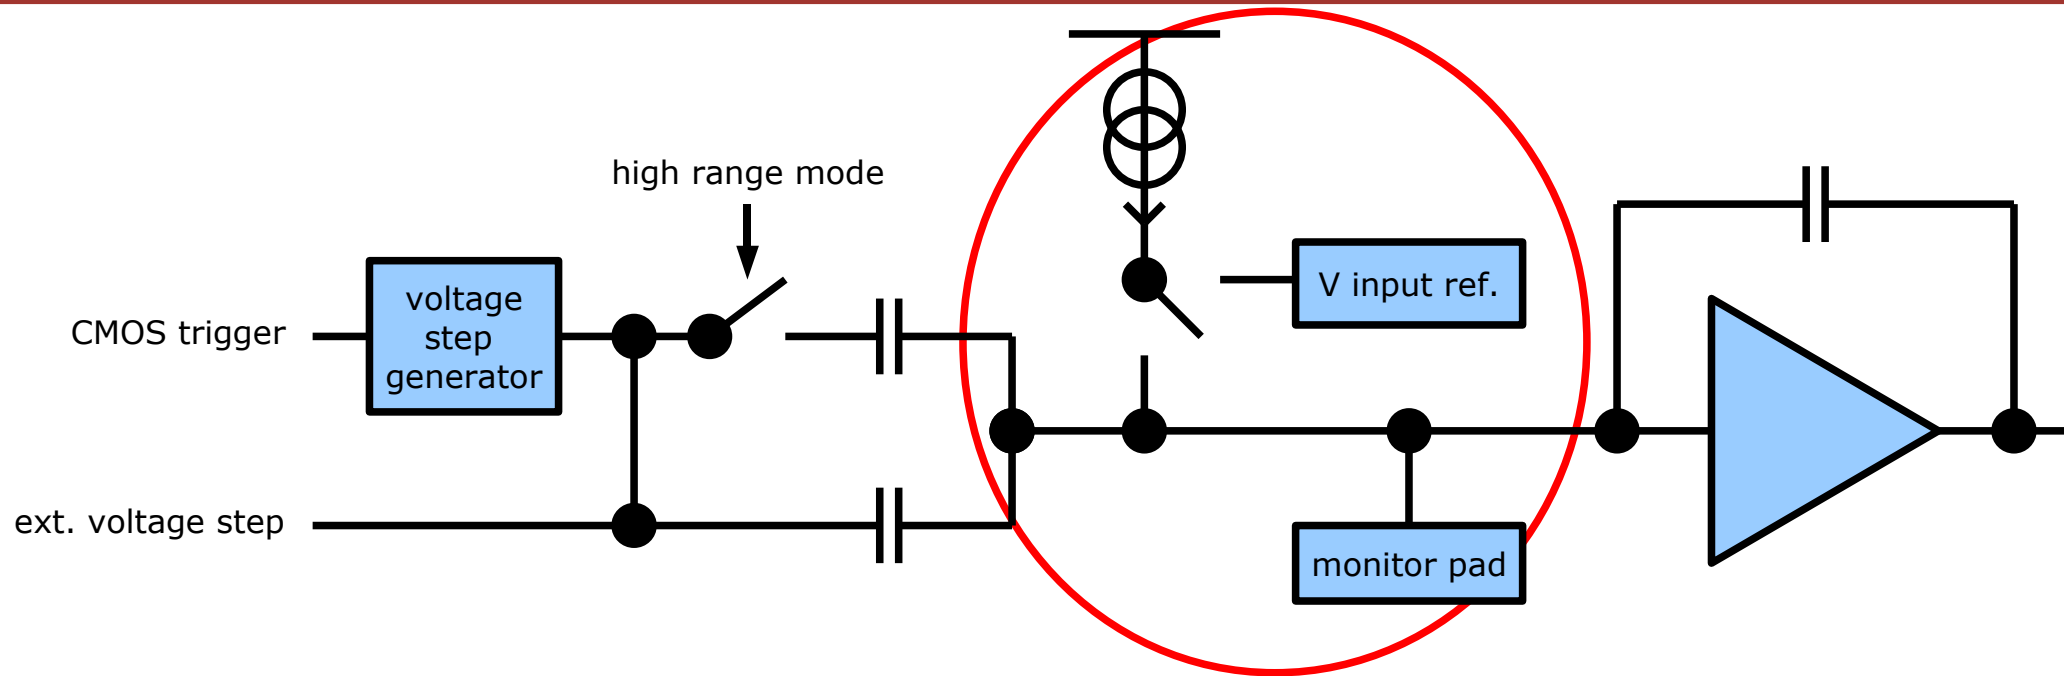 high range mode
CMOS trigger
voltage
step
generator
V input ref.
ext. voltage step
monitor pad